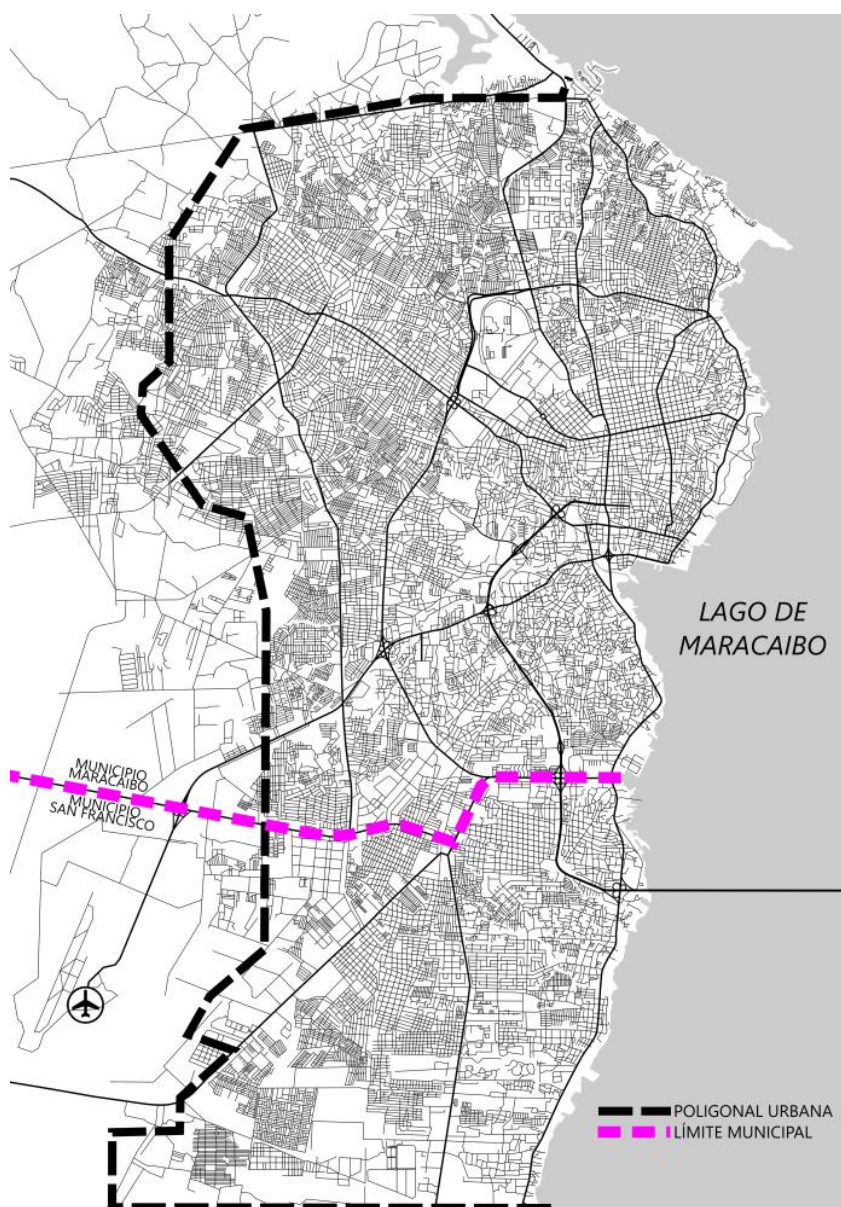 LAGO DE
MARACAIBO
MUNICIPIO
MARACAIBO
MUNICIPIO
SAN FRANCISCO
POLIGONAL URBANA
LÍMITE MUNICIPAL